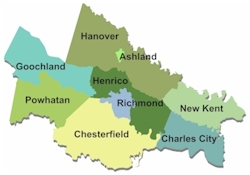 Hanover
Ashland
Goochland
Henrico
Powhatan
Richmond
New Kent
Chesterfield
Charles City